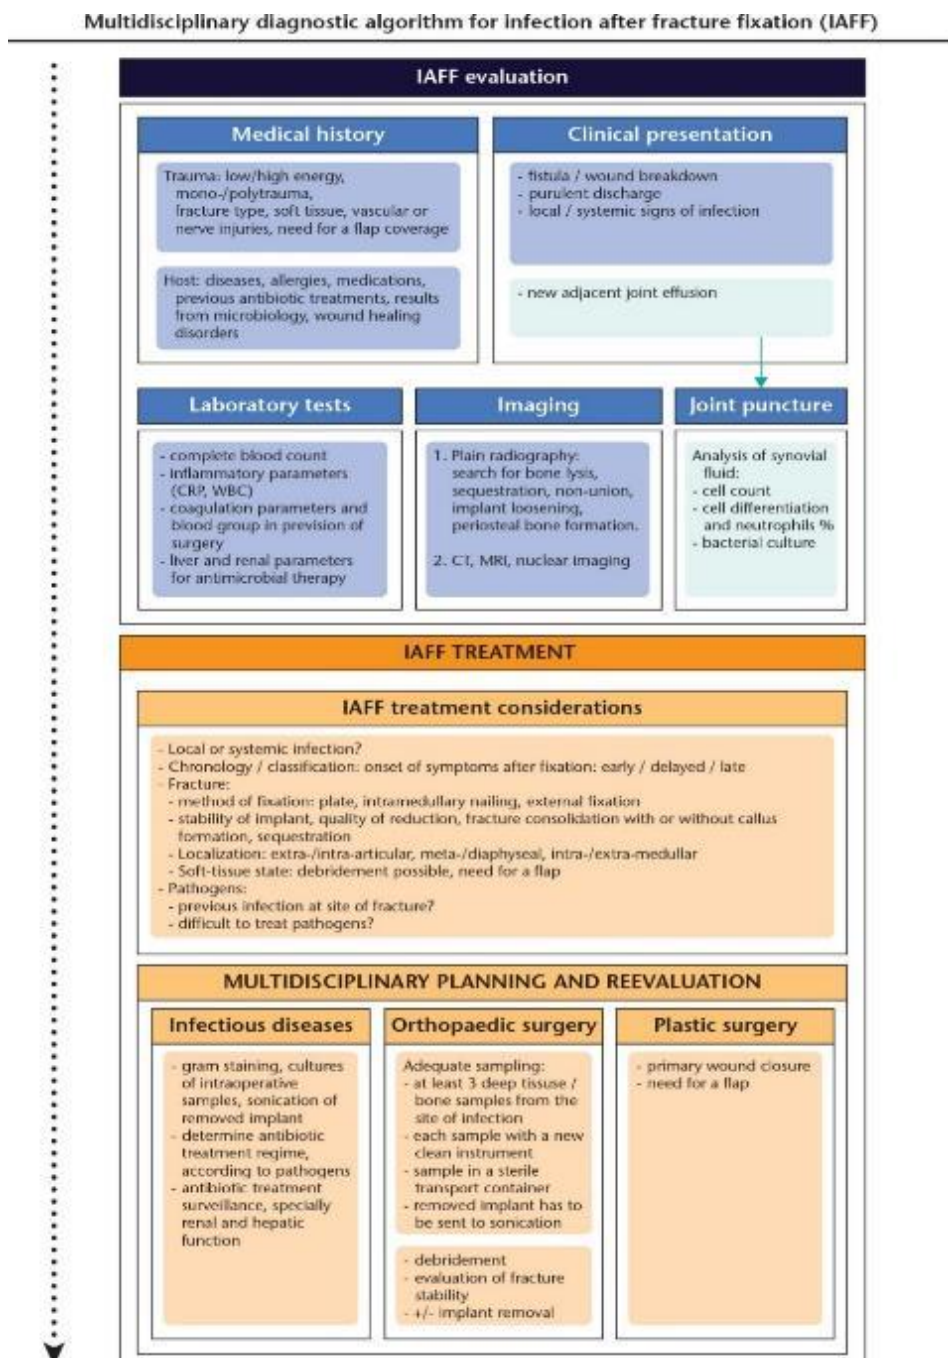 Multidisciplinary diagnostic algorithm for infection after fracture fixation (IAFF)
IAFF evaluation
Medical history
Trauma: low/high energy,
mono-/polytrauma,
fracture type, soft tissue, vascular or
nerve injuries, need for a flap coverage
Host: diseases, allergies, medications,
previous antibiotic treatments, results
from microbiology, wound healing
disorders
Clinical presentation
- fistula / wound breakdown
- purulent discharge
- local / systemic signs of infection
- new adjacent joint effusion
Laboratory tests
- complete blood count
- inflammatory parameters
(CRP, WBC)
- coagulation parameters and
blood group in prevision of
surgery
- liver and renal parameters
for antimicrobial therapy
Imaging
1. Plain radiography:
search for bone lysis,
sequestration, non-union,
implant loosening,
periosteal bone formation.
2. CT, MRI, nuclear imaging
Joint puncture
Analysis of synovial
fluid:
- cell count
- cell differentiation
and neutrophils %
- bacterial culture
IAFF TREATMENT
IAFF treatment considerations
- Local or systemic infection?
- Chronology / classification: onset of symptoms after fixation: early / delayed / late
- Fracture:
- method of fixation: plate, intramedullary nailing, external fixation
- stability of implant, quality of reduction, fracture consolidation with or without callus
formation, sequestration
- Localization: extra-/intra-articular, meta-/diaphyseal, intra-/extra-medullar
- Soft-tissue state: debridement possible, need for a flap
- Pathogens:
- previous infection at site of fracture?
- difficult to treat pathogens?
MULTIDISCIPLINARY PLANNING AND REEVALUATION
Infectious diseases
- gram staining, cultures
of intraoperative
samples, sonication of
removed implant
- determine antibiotic
treatment regime,
according to pathogens
- antibiotic treatment
surveillance, specially
renal and hepatic
function
Orthopaedic surgery
Adequate sampling:
- at least 3 deep tissuse /
bone samples from the
site of infection
- each sample with a new
clean instrument
- sample in a sterile
transport container
- removed implant has to
be sent to sonication
- debridement
- evaluation of fracture
stability
- +/- implant removal
Plastic surgery
- primary wound closure
- need for a flap